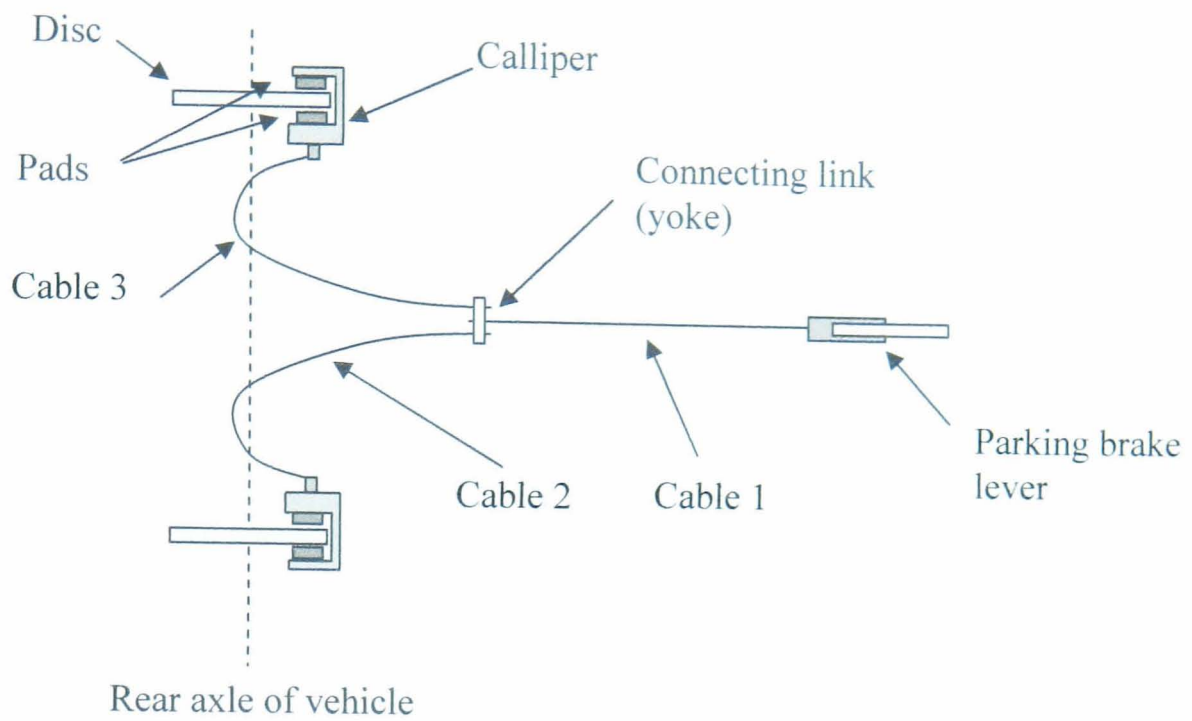 Disc
Calliper
Pads
Connecting link
(yoke)
Cable 3
Parking brake
lever
Cable 2
Cable 1
Rear axle of vehicle